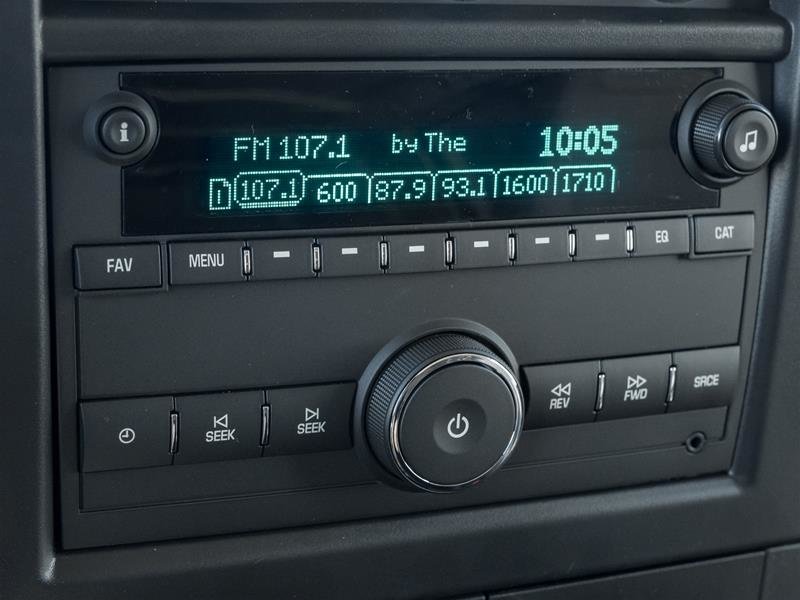 i
FM 107.1 by The 10:05
1 107.1 600 87.9 93.1 1600 1710
FAV MENU EQ CAT
SEEK SEEK REV FWD SRCE